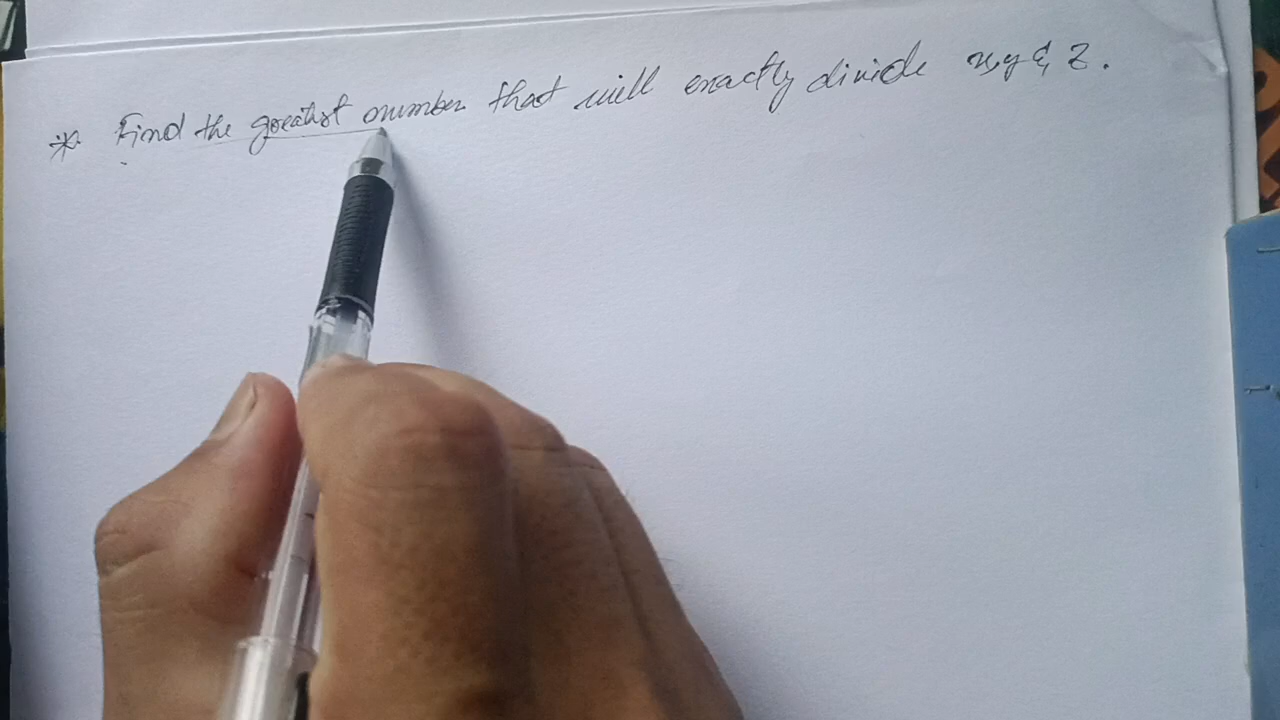 * Find the greatest number that will exactly divide x, y & z.